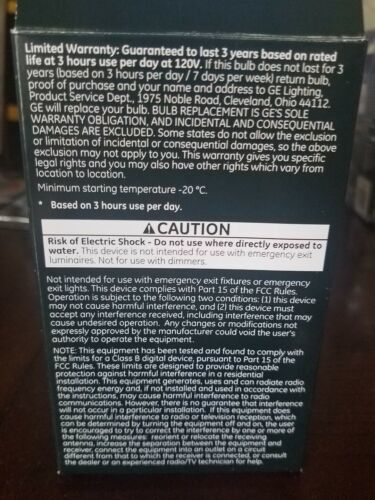 Limited Warranty: Guaranteed to last 3 years based on rated
life at 3 hours use per day at 120V. If this bulb does not last for 3
years (based on 3 hours per day / 7 days per week) return bulb,
proof of purchase and your name and address to GE Lighting,
Product Service Dept., 1975 Noble Road, Cleveland, Ohio 44112.
GE will replace your bulb. BULB REPLACEMENT IS GE'S SOLE
WARRANTY OBLIGATION, AND INCIDENTAL AND CONSEQUENTIAL
DAMAGES ARE EXCLUDED. Some states do not allow the exclusion
or limitation of incidental or consequential damages, so the above
exclusion may not apply to you. This warranty gives you specific
legal rights and you may also have other rights which vary from
location to location.
Minimum starting temperature -20 °C.
* Based on 3 hours use per day.
CAUTION
Risk of Electric Shock - Do not use where directly exposed to
water. This device is not intended for use with emergency exit
luminaires. Not for use with dimmers.
Not intended for use with emergency exit fixtures or emergency
exit lights. This device complies with Part 15 of the FCC Rules.
Operation is subject to the following two conditions: (1) this device
may not cause harmful interference, and (2) this device must
accept any interference received, including interference that may
cause undesired operation. Any changes or modifications not
expressly approved by the manufacturer could void the user's
authority to operate the equipment.
NOTE: This equipment has been tested and found to comply with
the limits for a Class B digital device, pursuant to Part 15 of the
FCC Rules. These limits are designed to provide reasonable
protection against harmful interference in a residential
installation. This equipment generates, uses and can radiate radio
frequency energy and, if not installed and used in accordance with
the instructions, may cause harmful interference to radio
communications. However, there is no guarantee that interference
will not occur in a particular installation. If this equipment does
cause harmful interference to radio or television reception, which
can be determined by turning the equipment off and on, the user
is encouraged to try to correct the interference by one or more of
the following measures: reorient or relocate the receiving
antenna, increase the separation between the equipment and
receiver, connect the equipment into an outlet on a circuit
different from that to which the receiver is connected, or consult
the dealer or an experienced radio/TV technician for help.